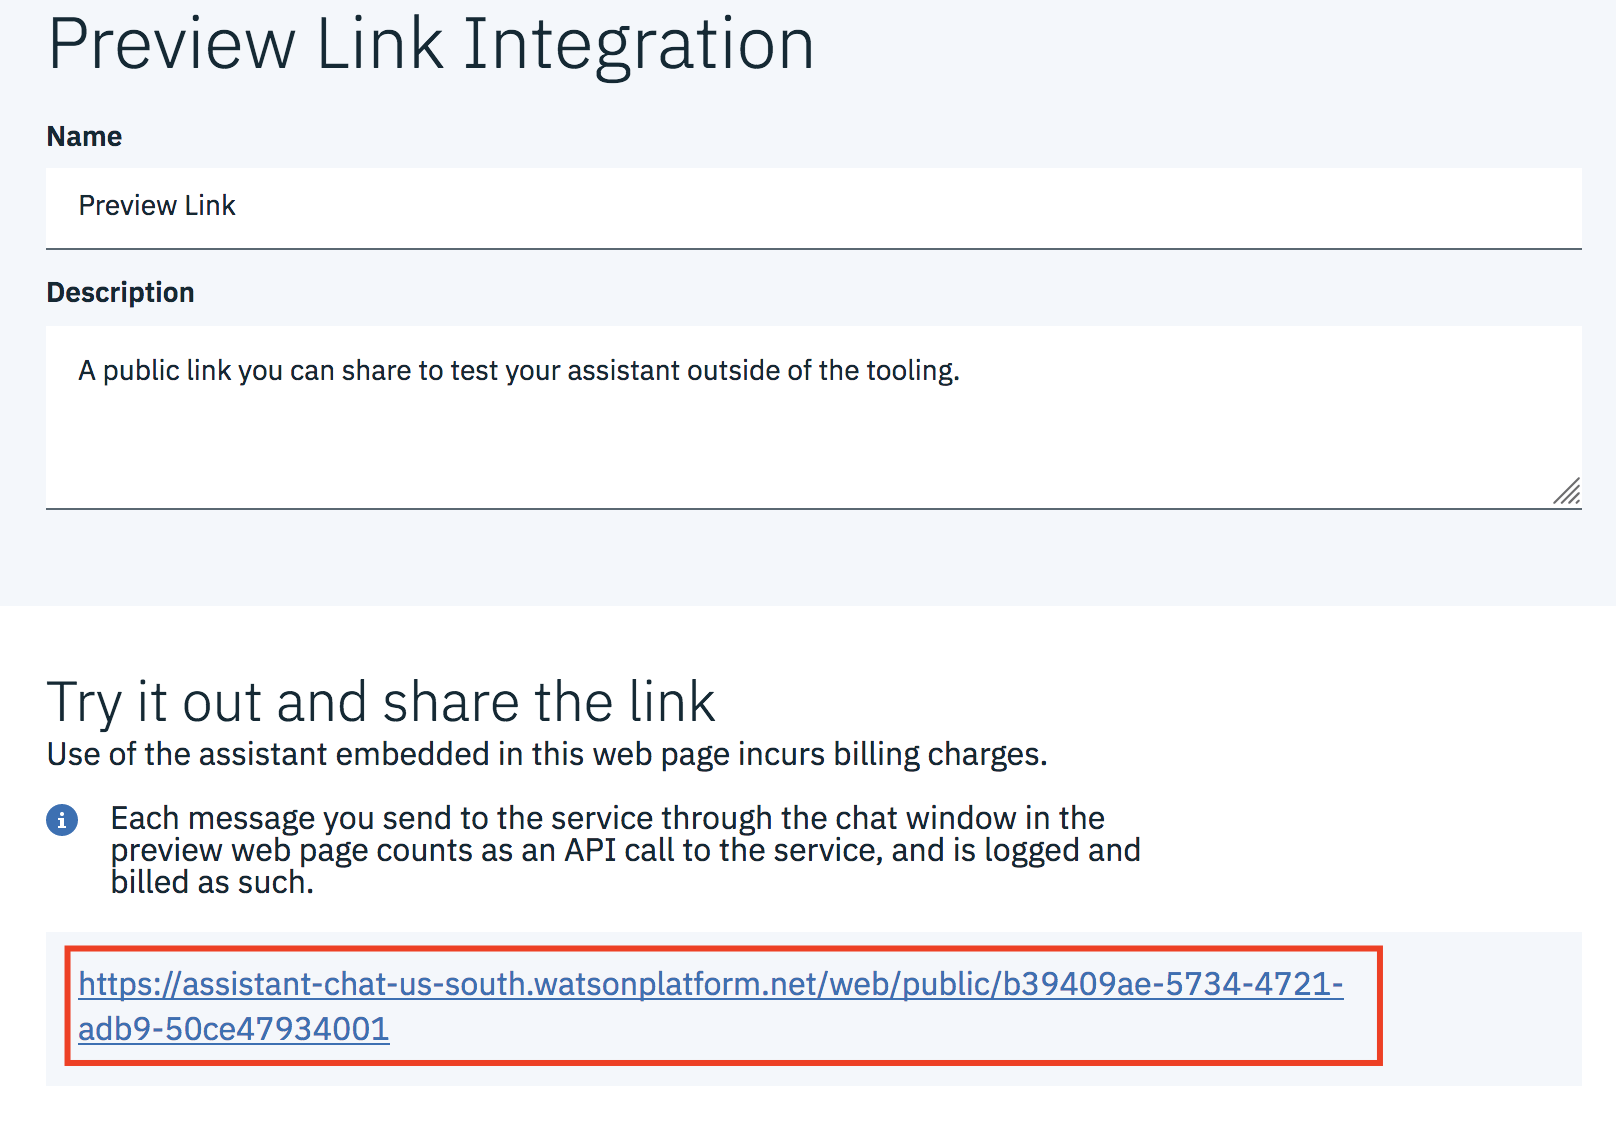 Preview Link Integration
Name
Preview Link
Description
A public link you can share to test your assistant outside of the tooling.
Try it out and share the link
Use of the assistant embedded in this web page incurs billing charges.
Each message you send to the service through the chat window in the
preview web page counts as an API call to the service, and is logged and
billed as such.
https://assistant-chat-us-south.watsonplatform.net/web/public/b39409ae-5734-4721-
adb9-50ce47934001